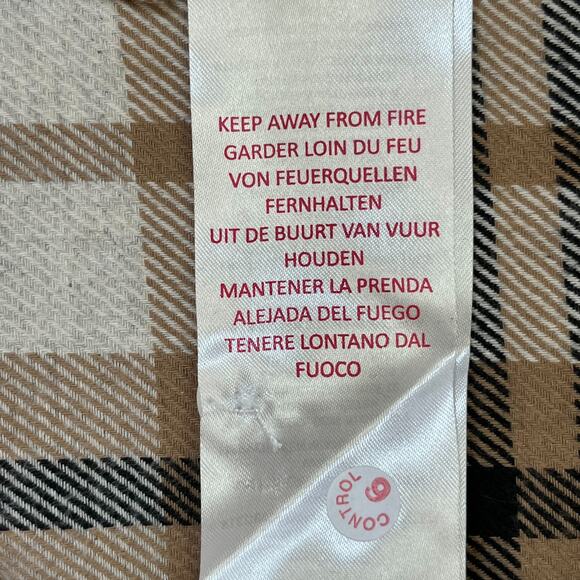 KEEP AWAY FROM FIRE
GARDER LOIN DU FEU
VON FEUERQUELLEN
FERNHALTEN
UIT DE BUURT VAN VUUR
HOUDEN
MANTENER LA PRENDA
ALEJADA DEL FUEGO
TENERE LONTANO DAL
FUOCO
CONTROL
9